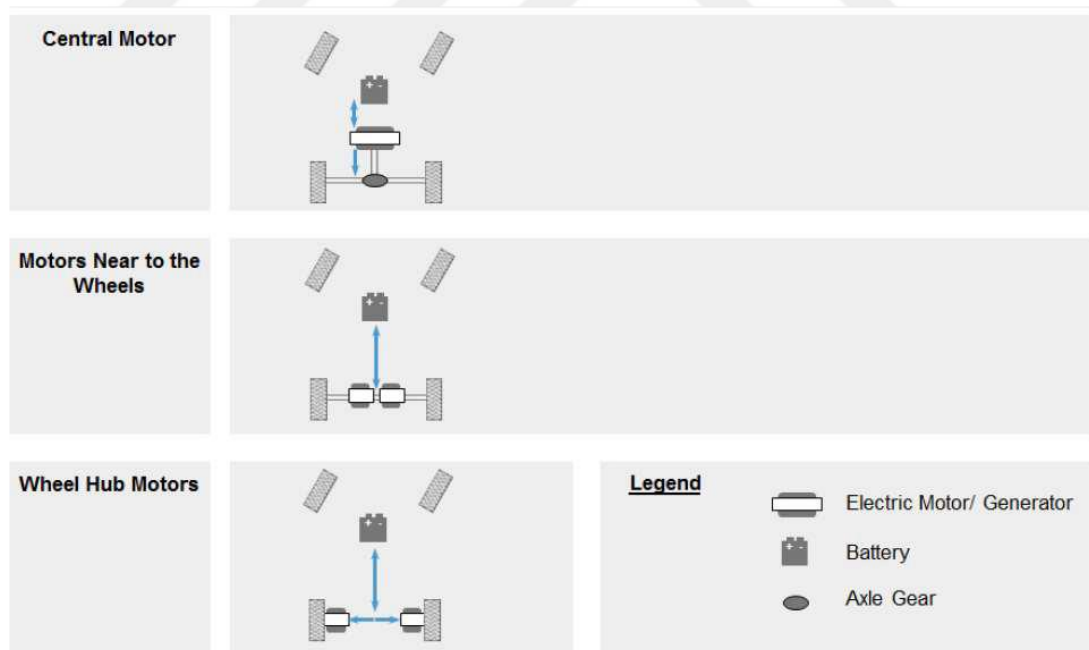 Central Motor
Motors Near to the
Wheels
Wheel Hub Motors
Legend
Electric Motor/ Generator
Battery
Axle Gear